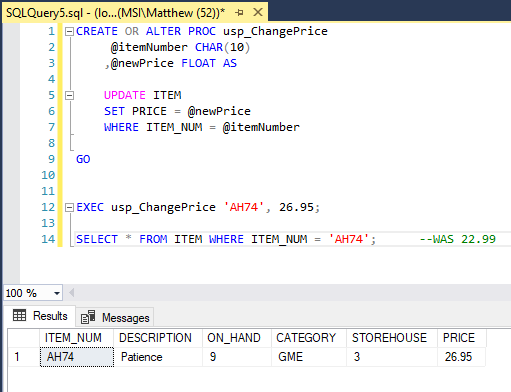 SQLQuery5.sql - (lo...(MSI\Matthew (52))*
1 CREATE OR ALTER PROC usp_ChangePrice
2 @itemNumber CHAR(10)
3 ,@newPrice FLOAT AS
4
5 UPDATE ITEM
6 SET PRICE = @newPrice
7 WHERE ITEM_NUM = @itemNumber
8
9 GO
10
11
12 EXEC usp_ChangePrice 'AH74', 26.95;
13
14 SELECT * FROM ITEM WHERE ITEM_NUM = 'AH74'; --WAS 22.99
100 %
Results Messages
ITEM_NUM DESCRIPTION ON_HAND CATEGORY STOREHOUSE PRICE
1 AH74 Patience 9 GME 3 26.95